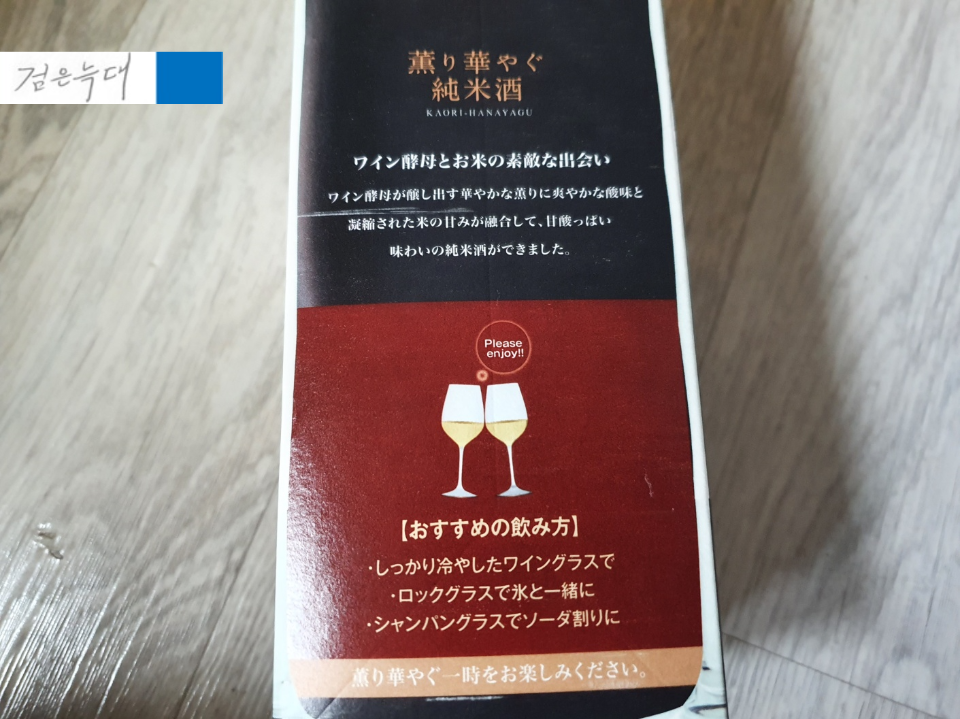 검은늑대
薫り華やぐ
純米酒
KAORI-HANAYAGU
ワイン酵母とお米の素敵な出会い
ワイン酵母が醸し出す華やかな薫りに爽やかな酸味と
凝縮された米の甘みが融合して、甘酸っぱい
味わいの純米酒ができました。
Please
enjoy!!
【おすすめの飲み方】
・しっかり冷やしたワイングラスで
・ロックグラスで氷と一緒に
・シャンパングラスでソーダ割りに
薫り華やぐ一時をお楽しみください。